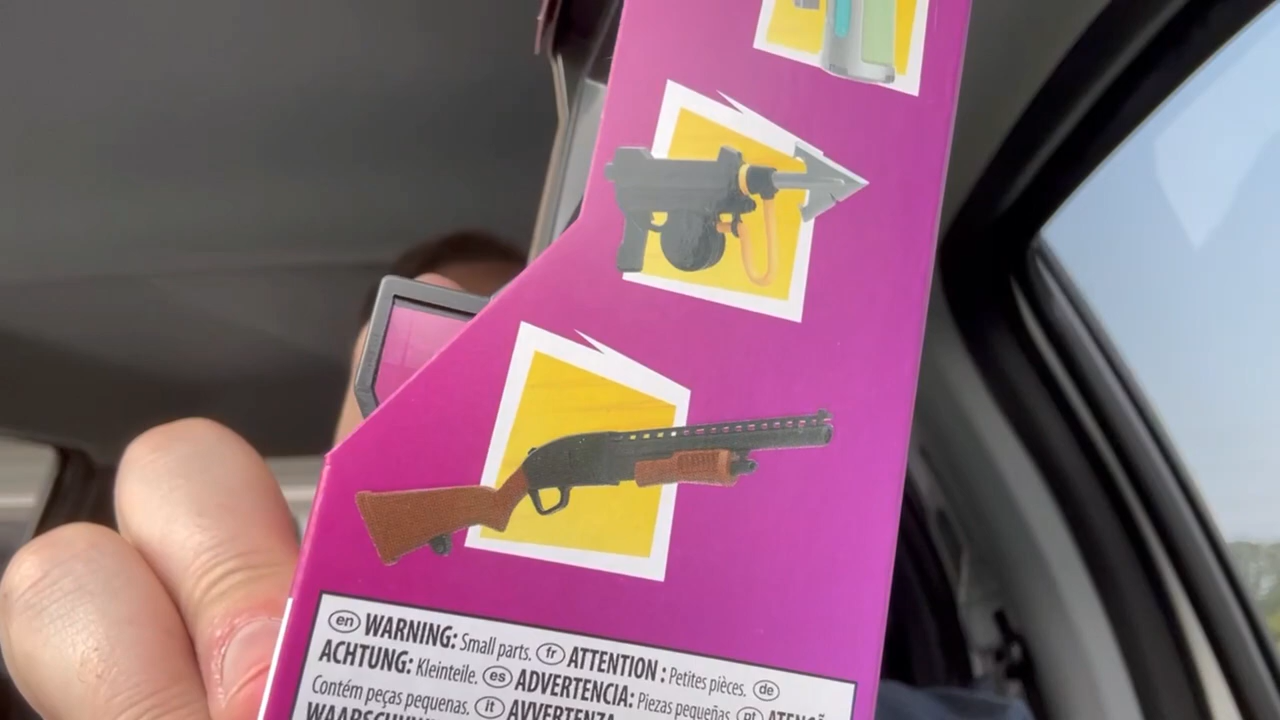 en WARNING: Small parts. fr ATTENTION : Petites pièces. de
ACHTUNG: Kleinteile. es ADVERTENCIA: Piezas pequeñas. pt
Contém peças pequenas. it AVVERTENZA